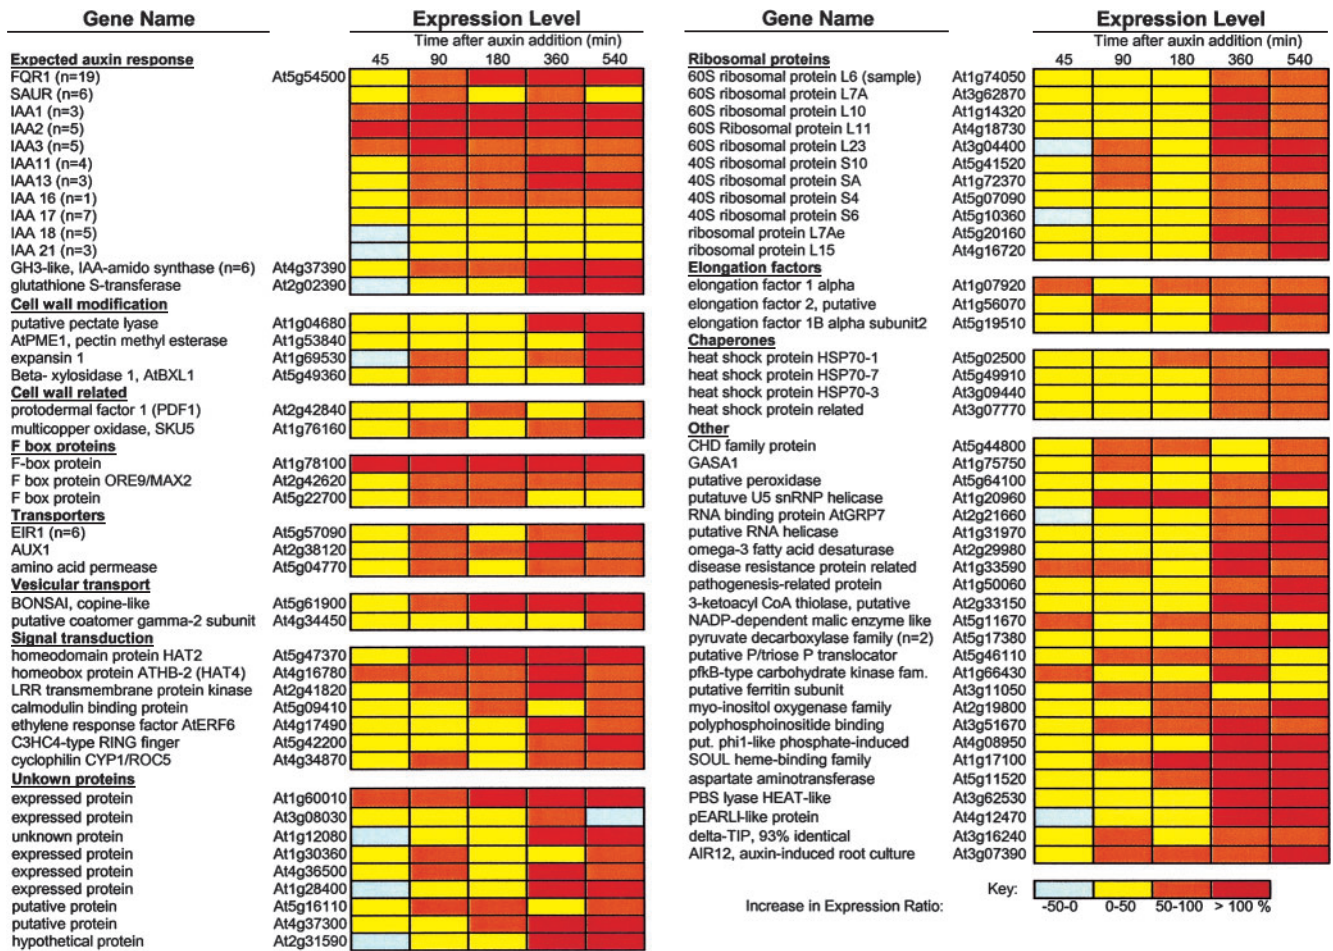 Gene Name Expression Level
Time after auxin addition (min)
Expected auxin response 45 90 180 360 540
FQR1 (n=19) At5g54500
SAUR (n=6)
IAA1 (n=3)
IAA2 (n=5)
IAA3 (n=5)
IAA11 (n=4)
IAA13 (n=3)
IAA 16 (n=1)
IAA 17 (n=7)
IAA 18 (n=5)
IAA 21 (n=3)
GH3-like, IAA-amido synthase (n=6) At4g37390
glutathione S-transferase At2g02390
Cell wall modification
putative pectate lyase At1g04680
AtPME1, pectin methyl esterase At1g53840
expansin 1 At1g69530
Beta- xylosidase 1, AtBXL1 At5g49360
Cell wall related
protodermal factor 1 (PDF1) At2g42840
multicopper oxidase, SKU5 At1g76160
F box proteins
F-box protein At1g78100
F box protein ORE9/MAX2 At2g42620
F box protein At5g22700
Transporters
EIR1 (n=6) At5g57090
AUX1 At2g38120
amino acid permease At5g04770
Vesicular transport
BONSAI, copine-like At5g61900
putative coatomer gamma-2 subunit At4g34450
Signal transduction
homeodomain protein HAT2 At5g47370
homeobox protein ATHB-2 (HAT4) At4g16780
LRR transmembrane protein kinase At2g41820
calmodulin binding protein At5g09410
ethylene response factor AtERF6 At4g17490
C3HC4-type RING finger At5g42200
cyclophilin CYP1/ROC5 At4g34870
Unkown proteins
expressed protein At1g60010
expressed protein At3g08030
unknown protein At1g12080
expressed protein At1g30360
expressed protein At4g36500
expressed protein At1g28400
putative protein At5g16110
putative protein At4g37300
hypothetical protein At2g31590
Gene Name Expression Level
Time after auxin addition (min)
Ribosomal proteins 45 90 180 360 540
60S ribosomal protein L6 (sample) At1g74050
60S ribosomal protein L7A At3g62870
60S ribosomal protein L10 At1g14320
60S Ribosomal protein L11 At4g18730
60S ribosomal protein L23 At3g04400
40S ribosomal protein S10 At5g41520
40S ribosomal protein SA At1g72370
40S ribosomal protein S4 At5g07090
40S ribosomal protein S6 At5g10360
ribosomal protein L7Ae At5g20160
ribosomal protein L15 At4g16720
Elongation factors
elongation factor 1 alpha At1g07920
elongation factor 2, putative At1g56070
elongation factor 1B alpha subunit2 At5g19510
Chaperones
heat shock protein HSP70-1 At5g02500
heat shock protein HSP70-7 At5g49910
heat shock protein HSP70-3 At3g09440
heat shock protein related At3g07770
Other
CHD family protein At5g44800
GASA1 At1g75750
putative peroxidase At5g64100
putatuve U5 snRNP helicase At1g20960
RNA binding protein AtGRP7 At2g21660
putative RNA helicase At1g31970
omega-3 fatty acid desaturase At2g29980
disease resistance protein related At1g33590
pathogenesis-related protein At1g50060
3-ketoacyl CoA thiolase, putative At2g33150
NADP-dependent malic enzyme like At5g11670
pyruvate decarboxylase family (n=2) At5g17380
putative P/triose P translocator At5g46110
pfkB-type carbohydrate kinase fam. At1g66430
putative ferritin subunit At3g11050
myo-inositol oxygenase family At2g19800
polyphosphoinositide binding At3g51670
put. phi1-like phosphate-induced At4g08950
SOUL heme-binding family At1g17100
aspartate aminotransferase At5g11520
PBS lyase HEAT-like At3g62530
pEARLI-like protein At4g12470
delta-TIP, 93% identical At3g16240
AIR12, auxin-induced root culture At3g07390
Key:
Increase in Expression Ratio: -50-0 0-50 50-100 > 100 %